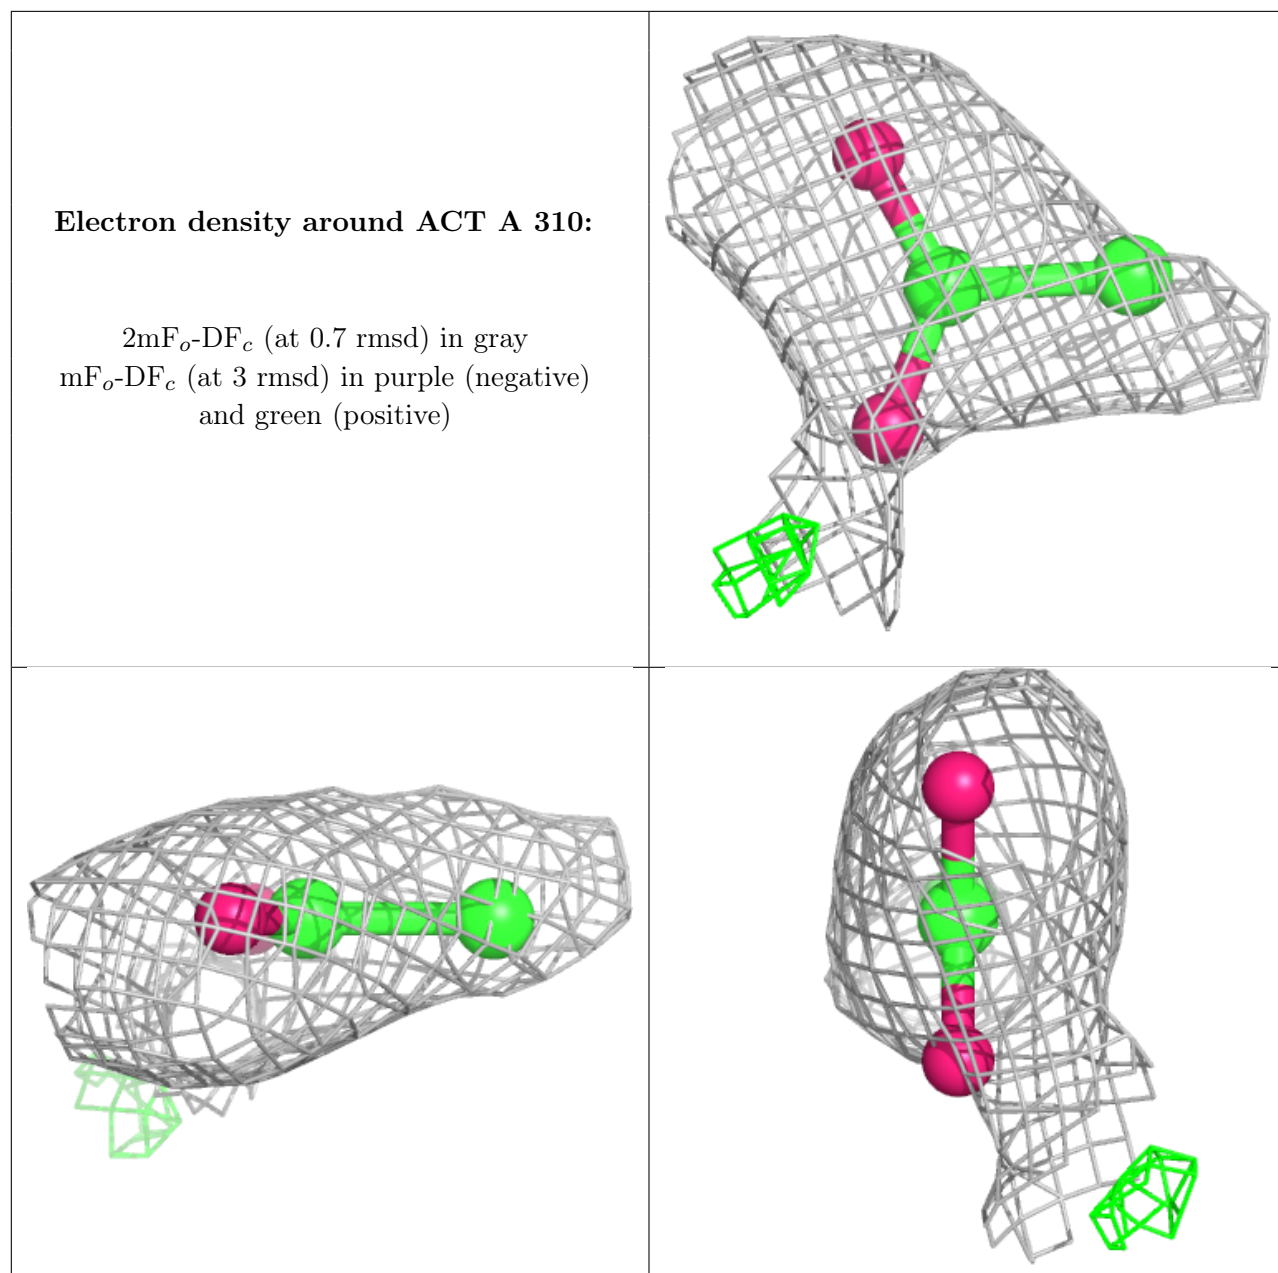 Electron density around ACT A 310:
2mFo-DFc (at 0.7 rmsd) in gray
mFo-DFc (at 3 rmsd) in purple (negative)
and green (positive)